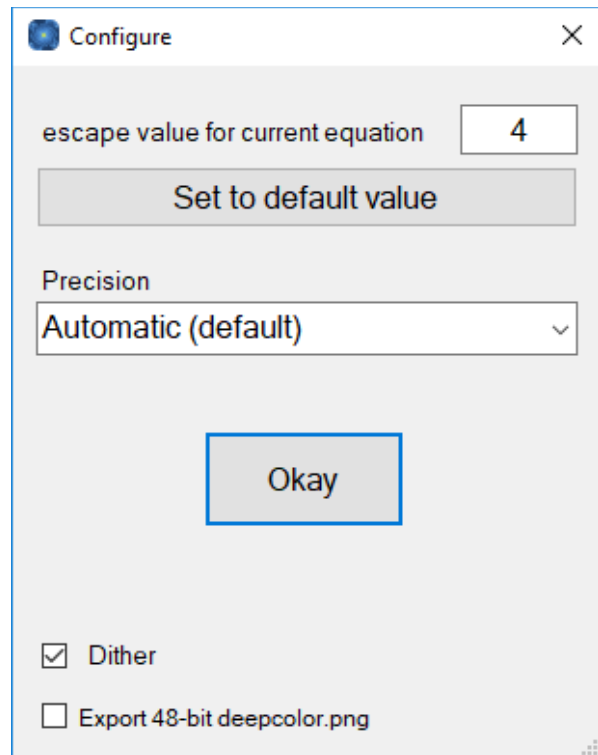 Configure
escape value for current equation 4
Set to default value
Precision
Automatic (default)
Okay
Dither
Export 48-bit deepcolor.png